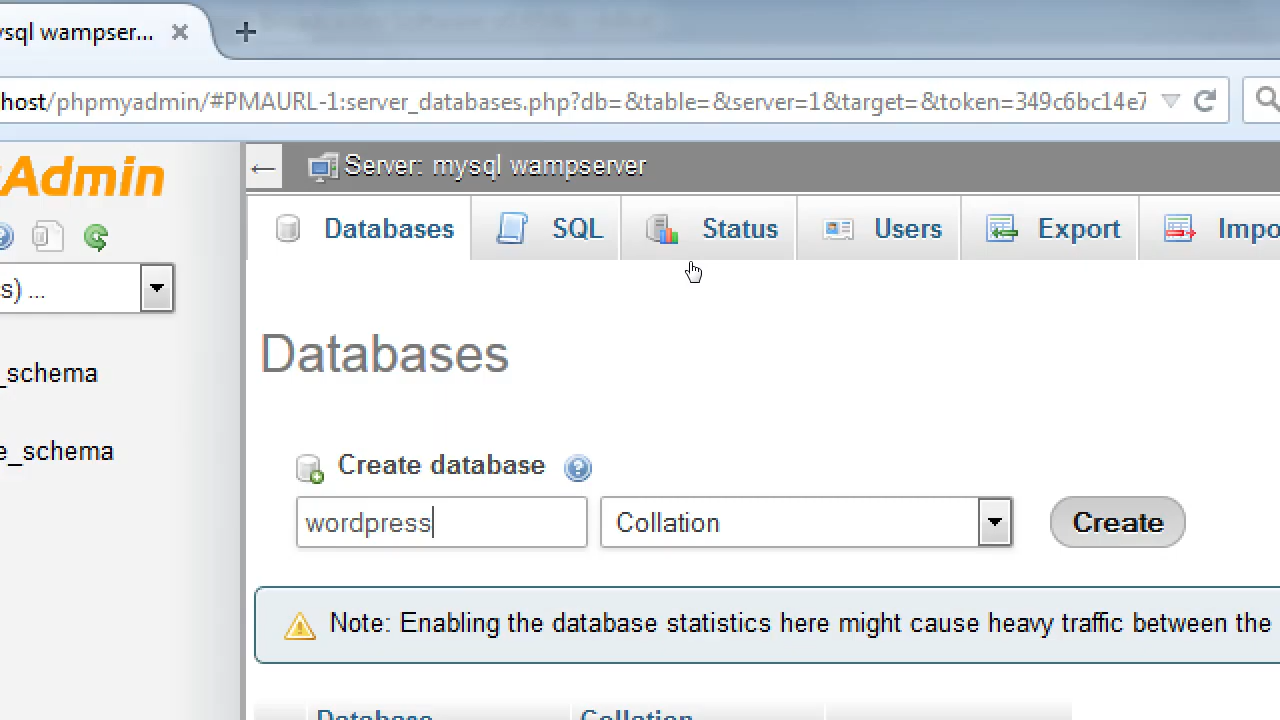 ysql wampser...
host/phpmyadmin/#PMAURL-1:server_databases.php?db=&table=&server=1&target=&token=349c6bc14e7
Admin
Server: mysql wampserver
Databases SQL Status Users Export Impo
s) ...
Databases
_schema
e_schema
Create database
wordpress Collation Create
Note: Enabling the database statistics here might cause heavy traffic between the
Database Collation